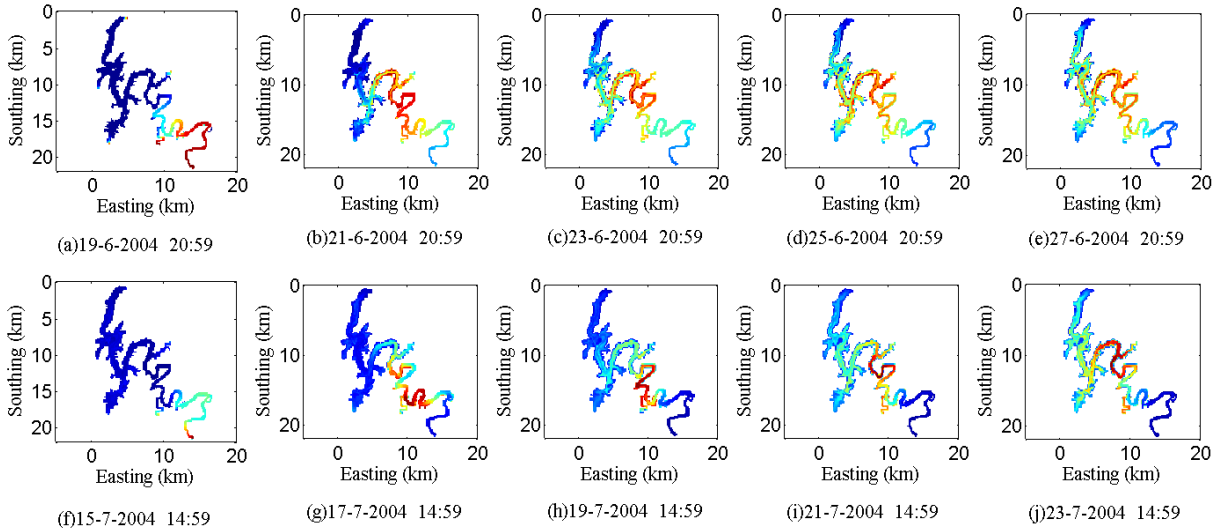 0
5
10
15
20
Southing (km)
0
10
20
Easting (km)
(a)19-6-2004 20:59
0
10
20
Southing (km)
0
10
20
Easting (km)
(b)21-6-2004 20:59
0
10
20
Southing (km)
0
10
20
Easting (km)
(c)23-6-2004 20:59
0
10
20
Southing (km)
0
10
20
Easting (km)
(d)25-6-2004 20:59
0
10
20
Southing (km)
0
10
20
Easting (km)
(e)27-6-2004 20:59
0
5
10
15
20
Southing (km)
0
10
20
Easting (km)
(f)15-7-2004 14:59
0
10
20
Southing (km)
0
10
20
Easting (km)
(g)17-7-2004 14:59
0
10
20
Southing (km)
0
10
20
Easting (km)
(h)19-7-2004 14:59
0
10
20
Southing (km)
0
10
20
Easting (km)
(i)21-7-2004 14:59
0
10
20
Southing (km)
0
10
20
Easting (km)
(j)23-7-2004 14:59